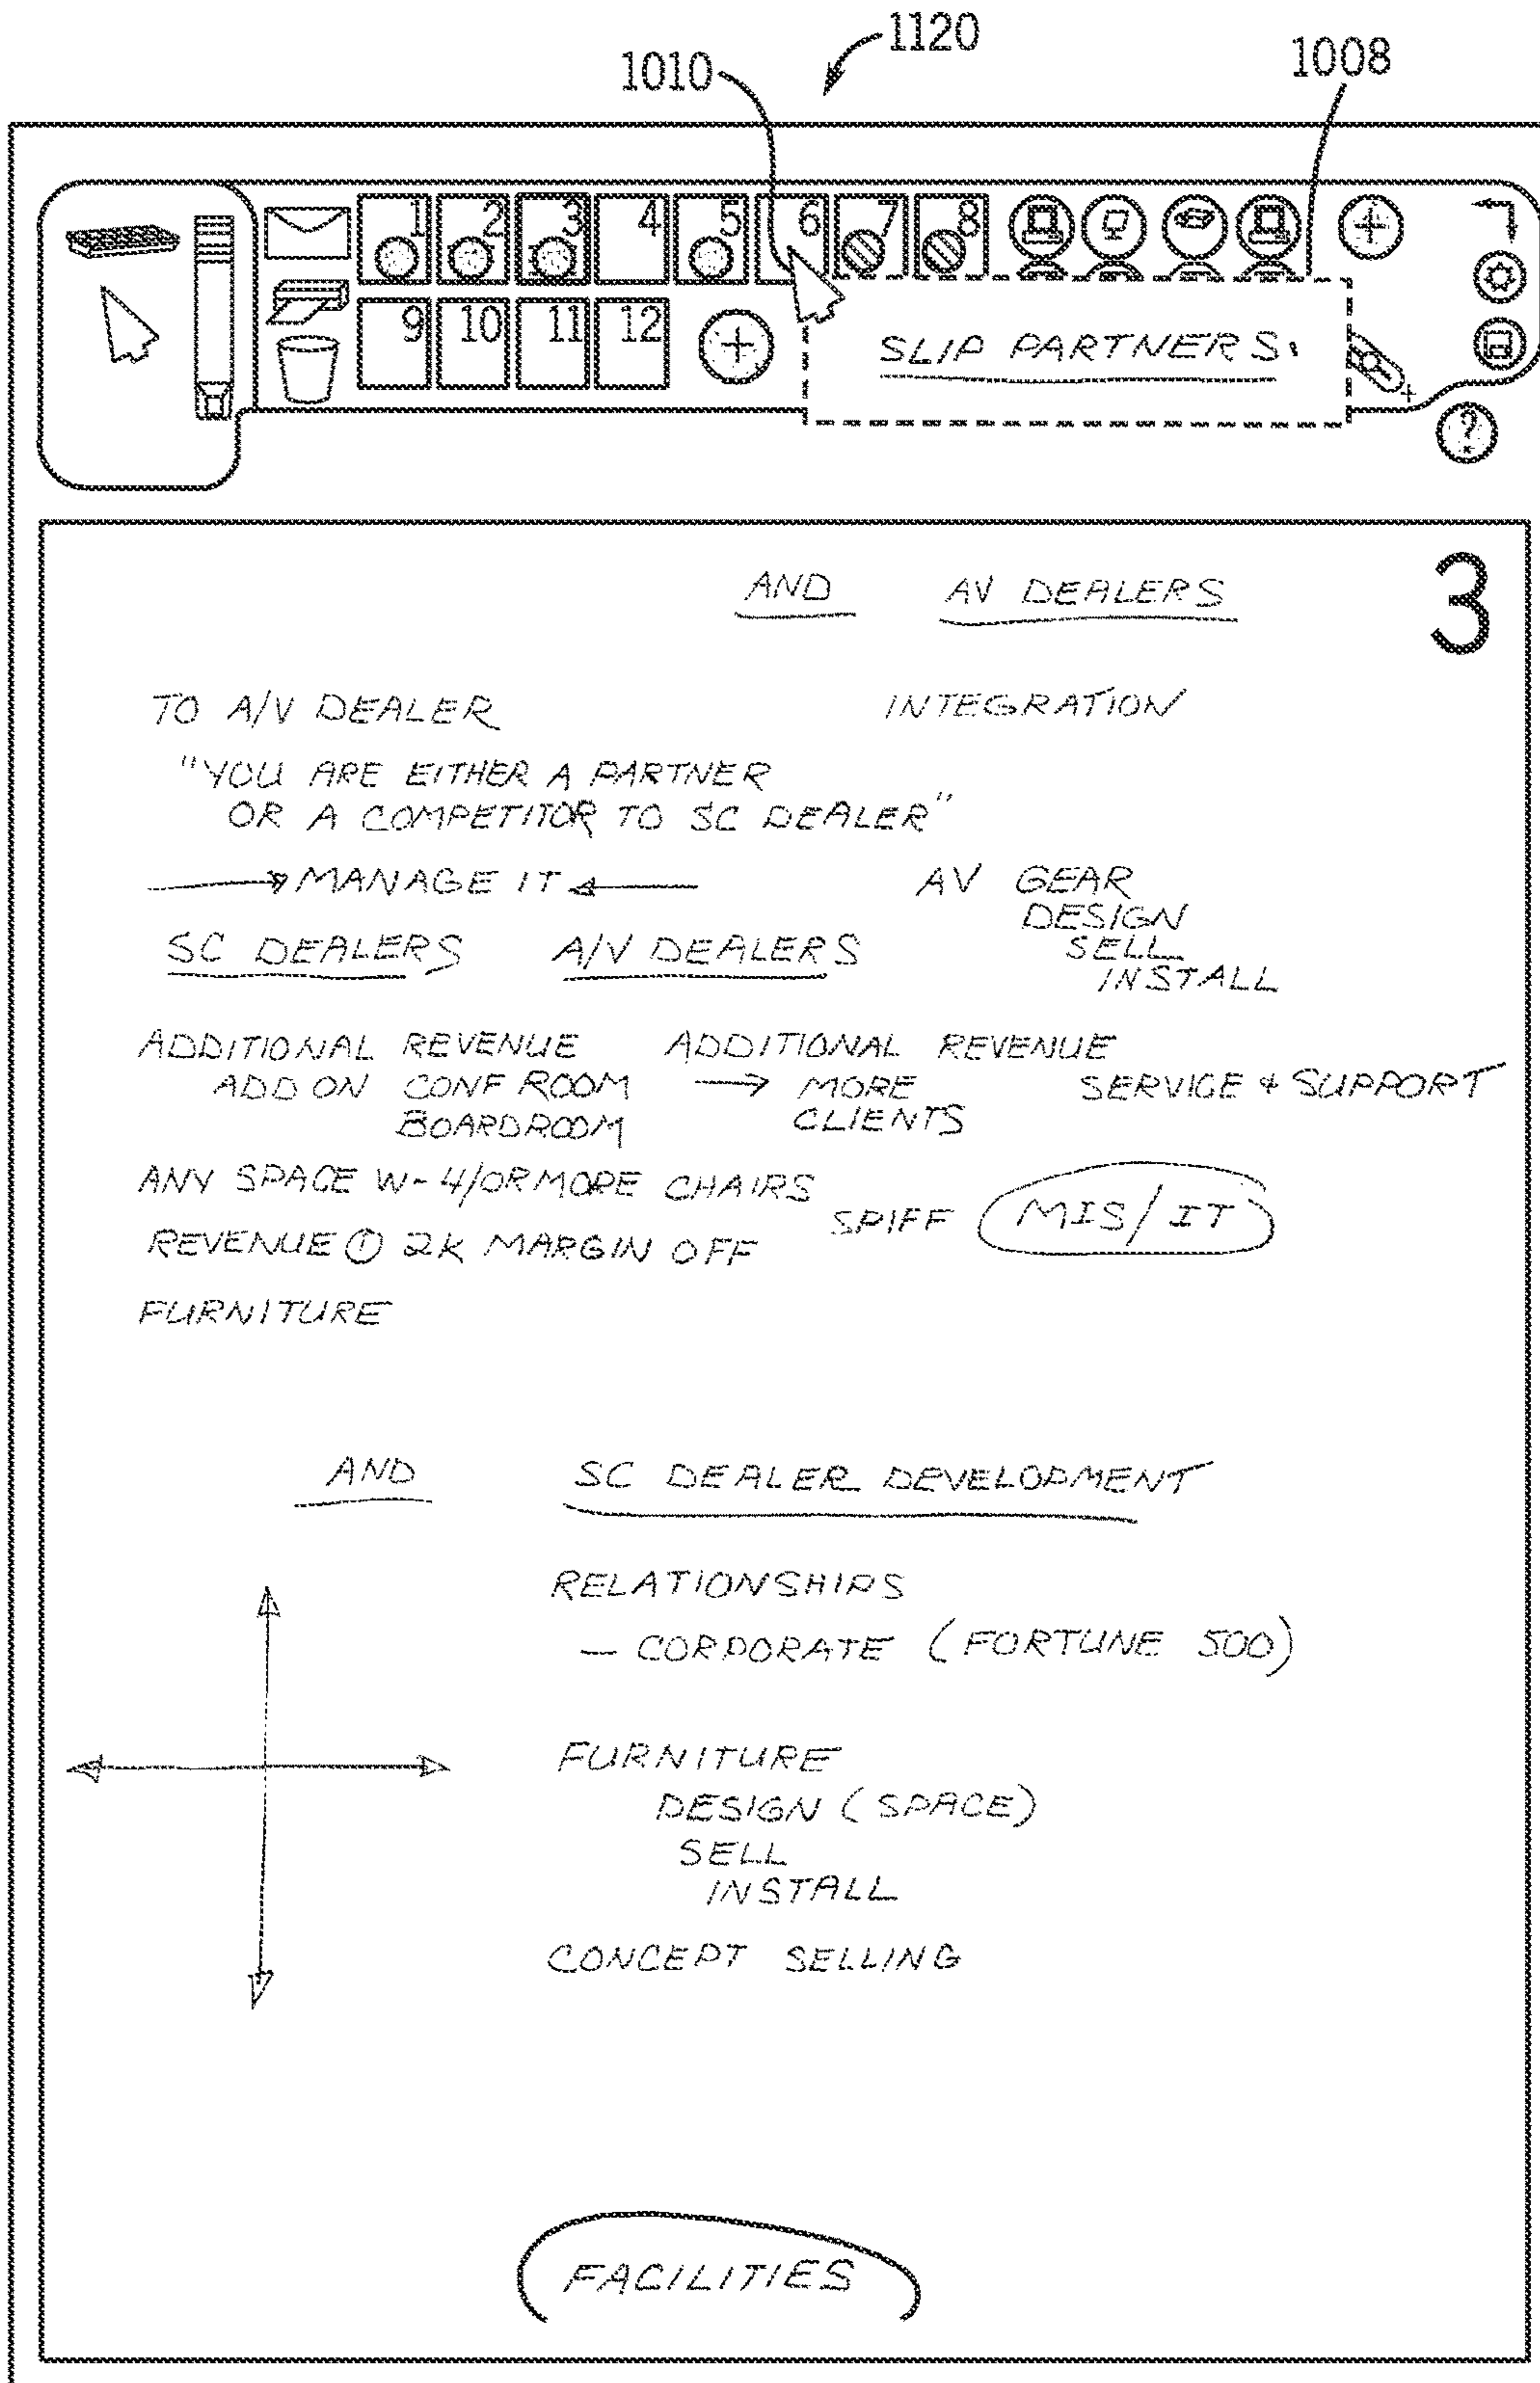 1120
1010
1008
1 2 3 4 5 6 7 8
9 10 11 12
SLIP PARTNERS
?
3
AND AV DEALERS
TO A/V DEALER INTEGRATION
"YOU ARE EITHER A PARTNER
OR A COMPETITOR TO SC DEALER"
MANAGE IT AV GEAR
DESIGN
SC DEALERS A/V DEALERS SELL
INSTALL
ADDITIONAL REVENUE ADDITIONAL REVENUE
ADD ON CONF ROOM → MORE SERVICE + SUPPORT
BOARDROOM CLIENTS
ANY SPACE W-4/OR MORE CHAIRS
SPIFF MIS/IT
REVENUE ① 2K MARGIN OFF
FURNITURE
AND SC DEALER DEVELOPMENT
RELATIONSHIPS
— CORPORATE (FORTUNE 500)
FURNITURE
DESIGN (SPACE)
SELL
INSTALL
CONCEPT SELLING
FACILITIES